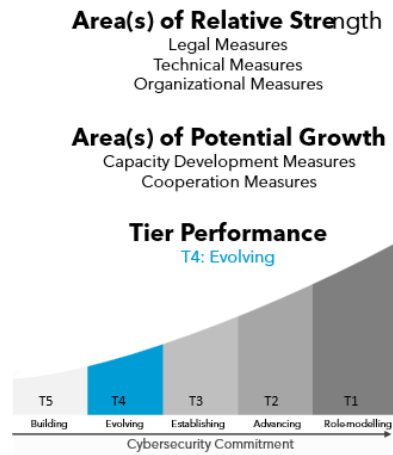 Area(s) of Relative Strength
Legal Measures
Technical Measures
Organizational Measures
Area(s) of Potential Growth
Capacity Development Measures
Cooperation Measures
Tier Performance
T4: Evolving
T5 T4 T3 T2 T1
Building Evolving Establishing Advancing Role-modelling
Cybersecurity Commitment